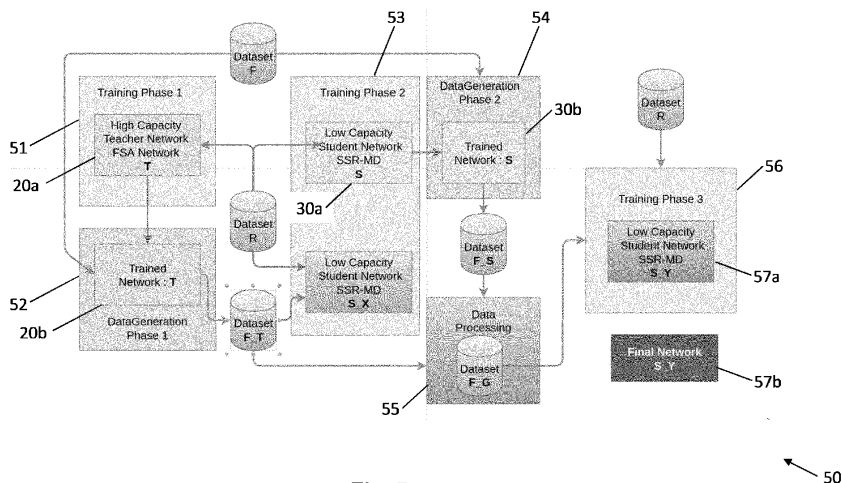 53
54
Dataset
F
Training Phase 1
Training Phase 2
DataGeneration
Phase 2
30b
Dataset
R
51
High Capacity
Teacher Network
FSA Network
T
Low Capacity
Student Network
SSR-MD
S
Trained
Network : S
56
20a
30a
Training Phase 3
Dataset
R
Dataset
F_S
Low Capacity
Student Network
SSR-MD
S_Y
57a
52
Trained
Network : T
Low Capacity
Student Network
SSR-MD
S_X
20b
DataGeneration
Phase 1
Dataset
F_T
Data
Processing
Dataset
F_G
Final Network
S_Y
57b
55
50